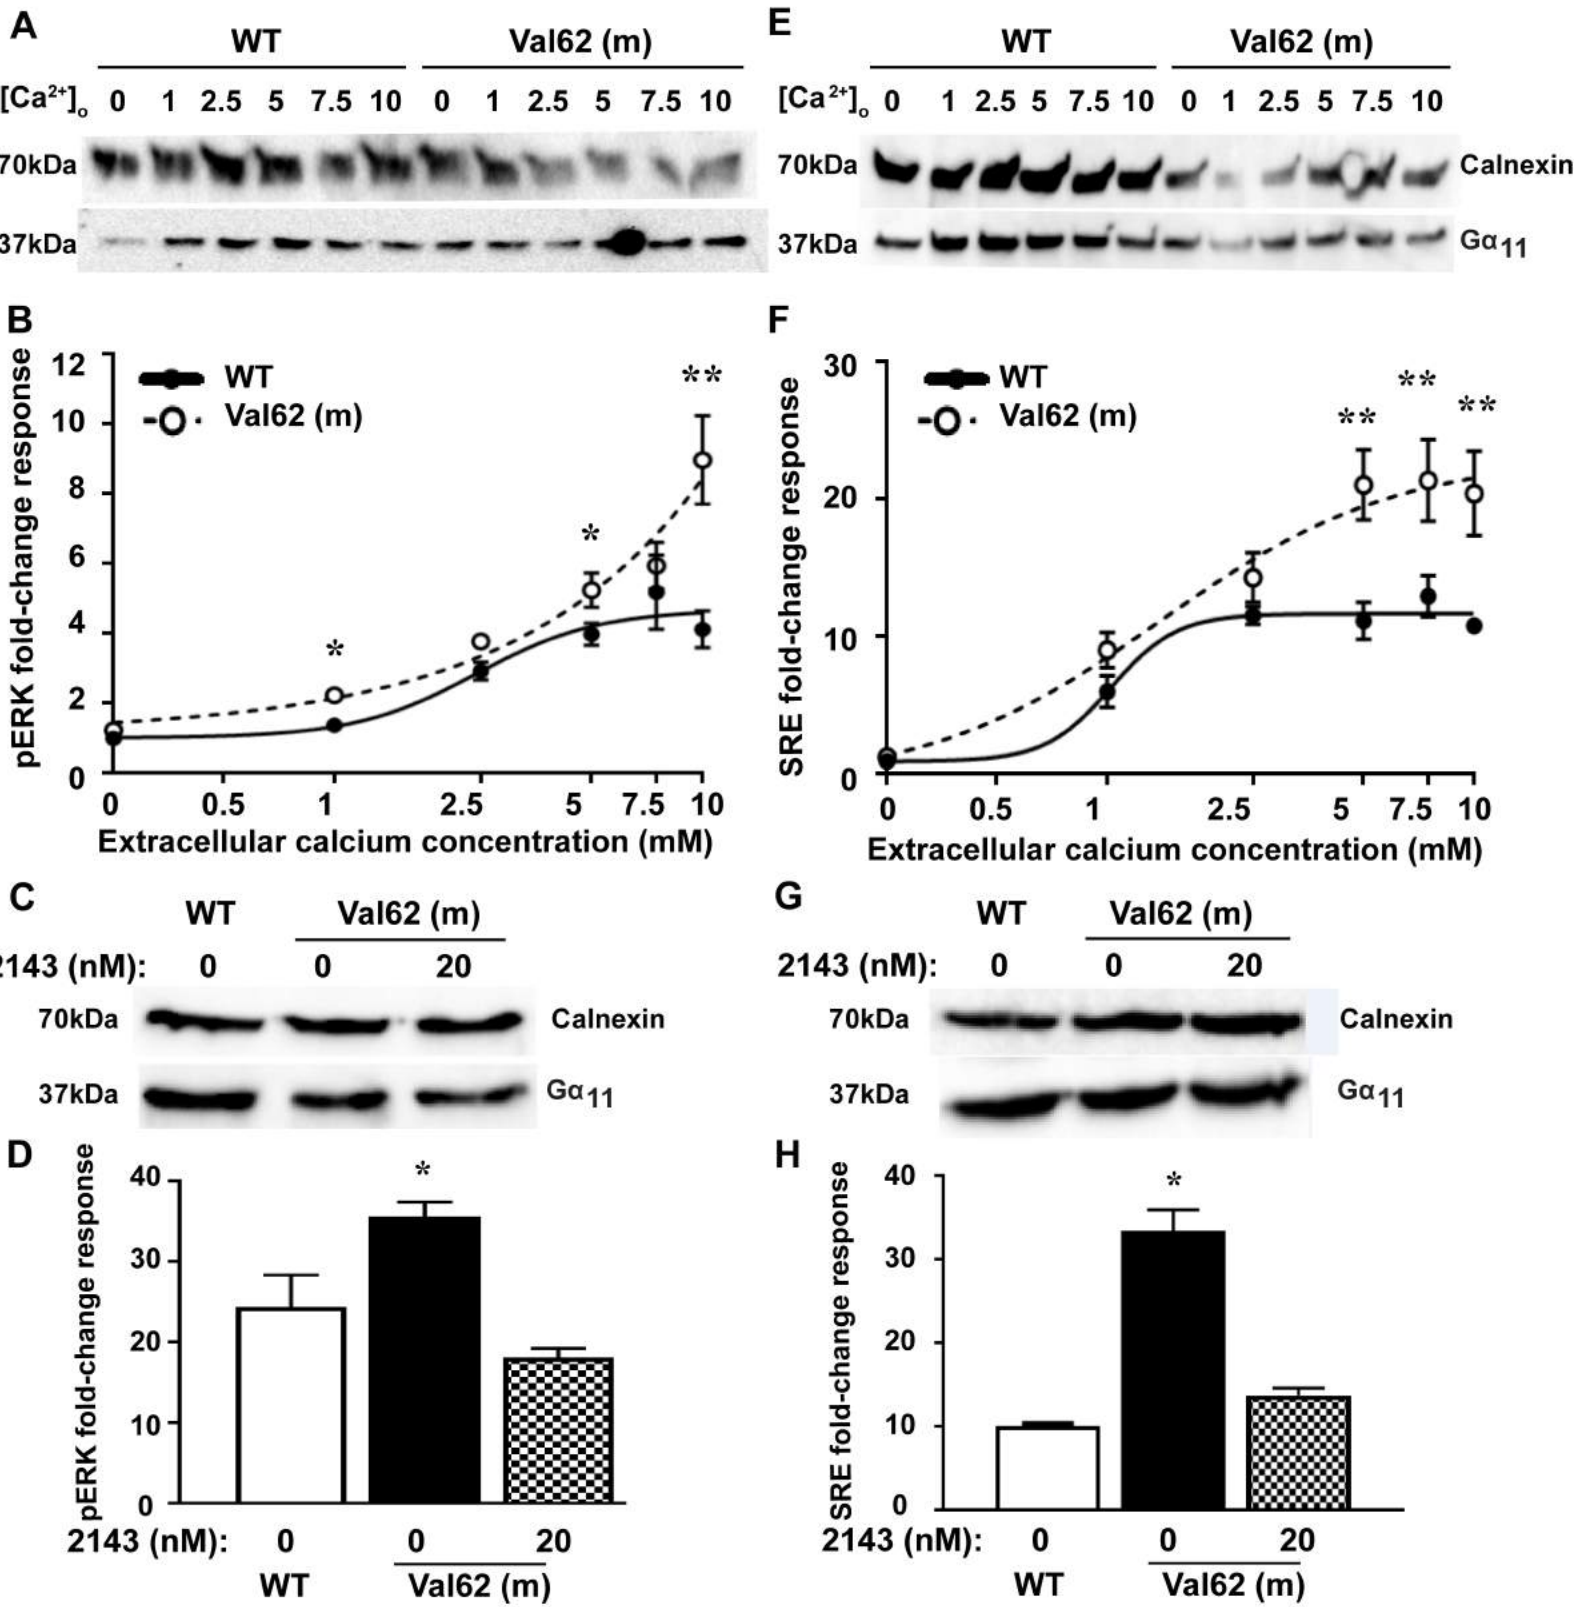 A
WT Val62 (m)
[Ca²⁺]ₒ 0 1 2.5 5 7.5 10 0 1 2.5 5 7.5 10
70kDa
37kDa
E
WT Val62 (m)
[Ca²⁺]ₒ 0 1 2.5 5 7.5 10 0 1 2.5 5 7.5 10
70kDa Calnexin
37kDa Gα₁₁
B
pERK fold-change response
12
10
8
6
4
2
0
WT
Val62 (m)
*
*
**
0 0.5 1 2.5 5 7.5 10
Extracellular calcium concentration (mM)
F
SRE fold-change response
30
20
10
0
WT
Val62 (m)
**
**
**
0 0.5 1 2.5 5 7.5 10
Extracellular calcium concentration (mM)
C
WT Val62 (m)
2143 (nM): 0 0 20
70kDa Calnexin
37kDa Gα₁₁
G
WT Val62 (m)
2143 (nM): 0 0 20
70kDa Calnexin
37kDa Gα₁₁
D
pERK fold-change response
40
30
20
10
0
*
2143 (nM): 0 0 20
WT Val62 (m)
H
SRE fold-change response
40
30
20
10
0
*
2143 (nM): 0 0 20
WT Val62 (m)